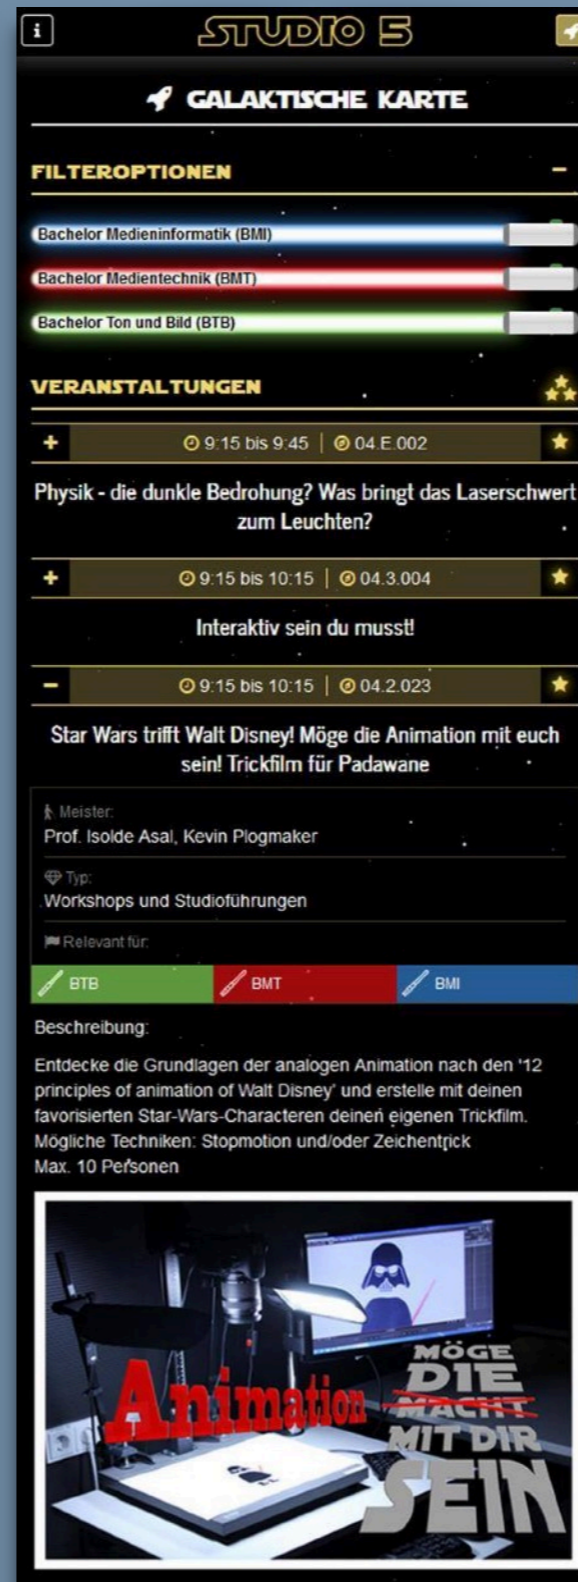 i
STUDIO 5
GALAKTISCHE KARTE
FILTEROPTIONEN
Bachelor Medieninformatik (BMI)
Bachelor Medientechnik (BMT)
Bachelor Ton und Bild (BTB)
VERANSTALTUNGEN
9:15 bis 9:45 | 04.E.002
Physik - die dunkle Bedrohung? Was bringt das Laserschwert
zum Leuchten?
9:15 bis 10:15 | 04.3.004
Interaktiv sein du musst!
9:15 bis 10:15 | 04.2.023
Star Wars trifft Walt Disney! Möge die Animation mit euch
sein! Trickfilm für Padawane
Meister:
Prof. Isolde Asal, Kevin Plogmaker
Typ:
Workshops und Studioführungen
Relevant für:
BTB BMT BMI
Beschreibung:
Entdecke die Grundlagen der analogen Animation nach den '12
principles of animation of Walt Disney' und erstelle mit deinen
favorisierten Star-Wars-Characteren deinen eigenen Trickfilm.
Mögliche Techniken: Stopmotion und/oder Zeichentrick
Max. 10 Personen
Animation
MÖGE
DIE
MACHT
MIT DIR
SEIN